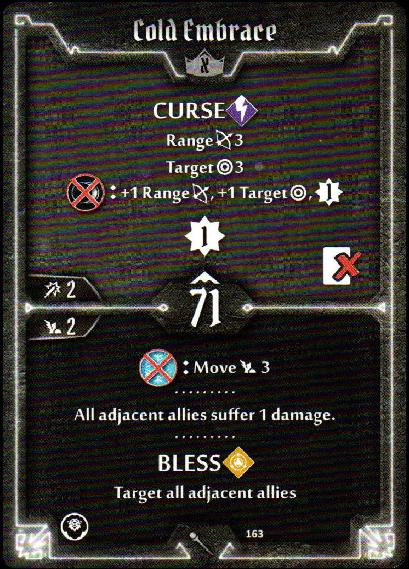 Cold Embrace
X
CURSE
Range 3
Target 3
: +1 Range, +1 Target, 1
1
2
71
2
: Move 3
All adjacent allies suffer 1 damage.
BLESS
Target all adjacent allies
163